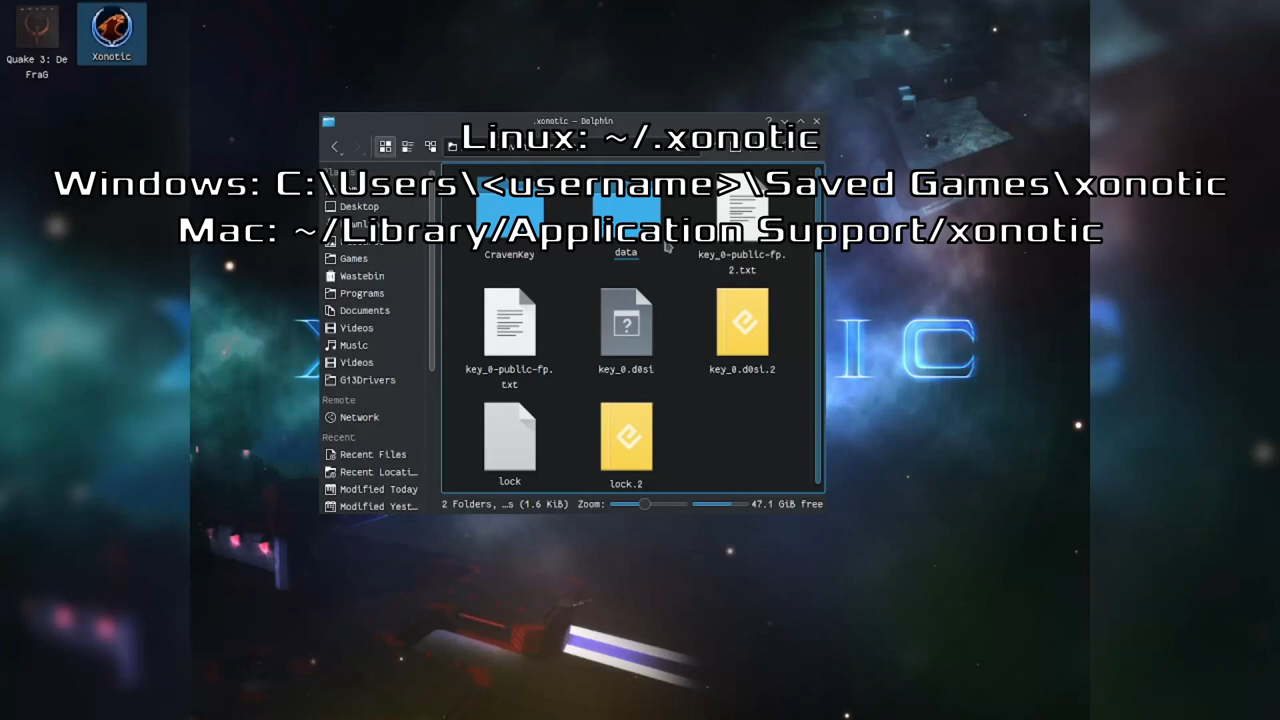 Quake 3: De
FraG
Xonotic
.xonotic — Dolphin
Linux: ~/.xonotic
Windows: C:\Users\<username>\Saved Games\xonotic
Mac: ~/Library/Application Support/xonotic
Desktop
Games
Wastebin
Programs
Documents
Videos
Music
Videos
G13Drivers
Remote
Network
Recent
Recent Files
Recent Locati...
Modified Today
Modified Yest...
CravenKey
data
key_0-public-fp.
2.txt
key_0-public-fp.
txt
key_0.d0si
key_0.d0si.2
lock
lock.2
2 Folders, …s (1.6 KiB)
Zoom:
47.1 GiB free